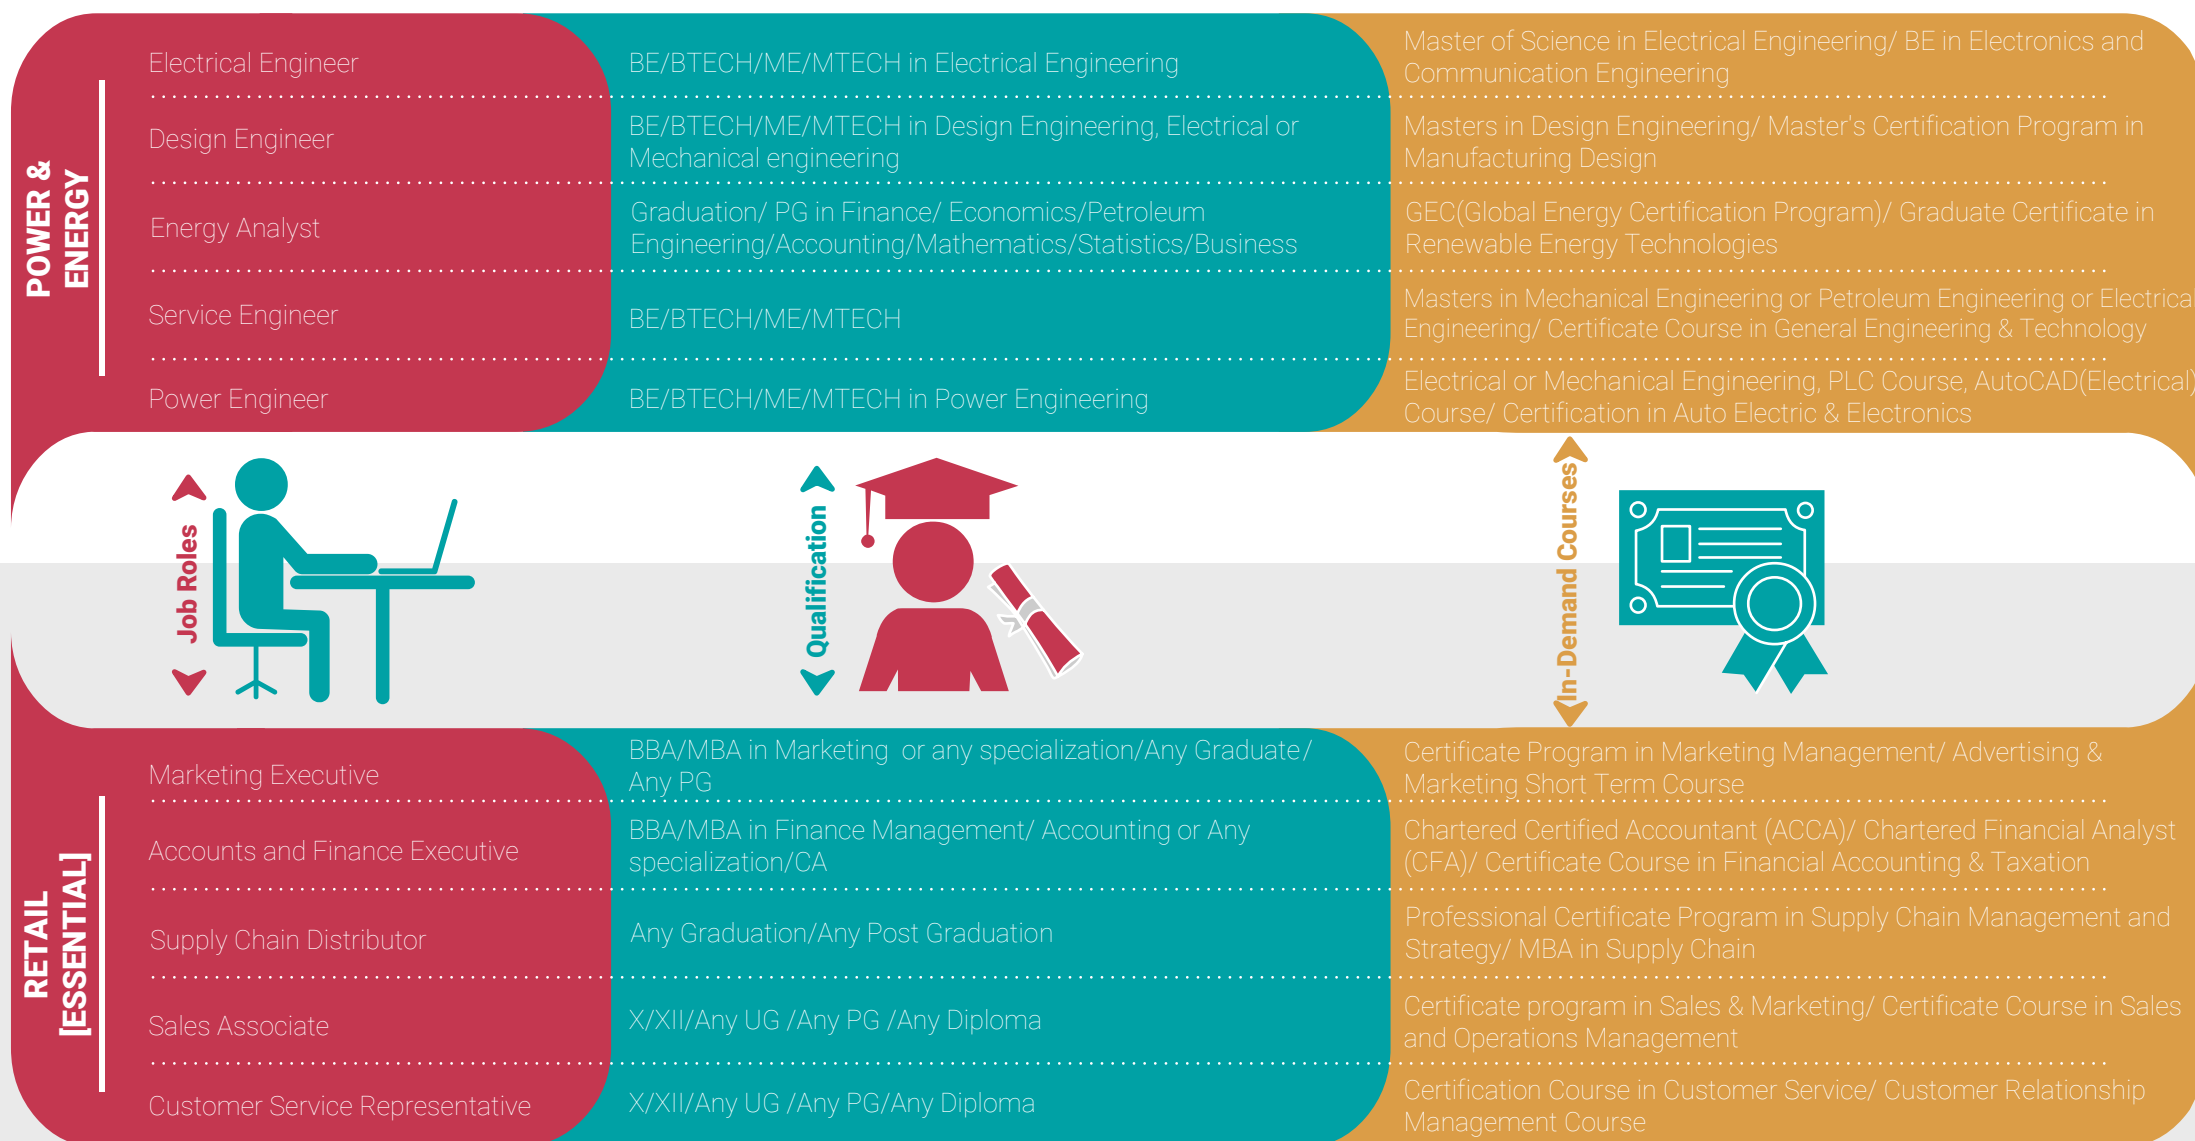 POWER &
ENERGY
Electrical Engineer
BE/BTECH/ME/MTECH in Electrical Engineering
Master of Science in Electrical Engineering/ BE in Electronics and
Communication Engineering
Design Engineer
BE/BTECH/ME/MTECH in Design Engineering, Electrical or
Mechanical engineering
Masters in Design Engineering/ Master's Certification Program in
Manufacturing Design
Energy Analyst
Graduation/ PG in Finance/ Economics/Petroleum
Engineering/Accounting/Mathematics/Statistics/Business
GEC(Global Energy Certification Program)/ Graduate Certificate in
Renewable Energy Technologies
Service Engineer
BE/BTECH/ME/MTECH
Masters in Mechanical Engineering or Petroleum Engineering or Electrical
Engineering/ Certificate Course in General Engineering & Technology
Power Engineer
BE/BTECH/ME/MTECH in Power Engineering
Electrical or Mechanical Engineering, PLC Course, AutoCAD(Electrical)
Course/ Certification in Auto Electric & Electronics
Job Roles
Qualification
In-Demand Courses
RETAIL
[ESSENTIAL]
Marketing Executive
BBA/MBA in Marketing or any specialization/Any Graduate/
Any PG
Certificate Program in Marketing Management/ Advertising &
Marketing Short Term Course
Accounts and Finance Executive
BBA/MBA in Finance Management/ Accounting or Any
specialization/CA
Chartered Certified Accountant (ACCA)/ Chartered Financial Analyst
(CFA)/ Certificate Course in Financial Accounting & Taxation
Supply Chain Distributor
Any Graduation/Any Post Graduation
Professional Certificate Program in Supply Chain Management and
Strategy/ MBA in Supply Chain
Sales Associate
X/XII/Any UG /Any PG /Any Diploma
Certificate program in Sales & Marketing/ Certificate Course in Sales
and Operations Management
Customer Service Representative
X/XII/Any UG /Any PG/Any Diploma
Certification Course in Customer Service/ Customer Relationship
Management Course